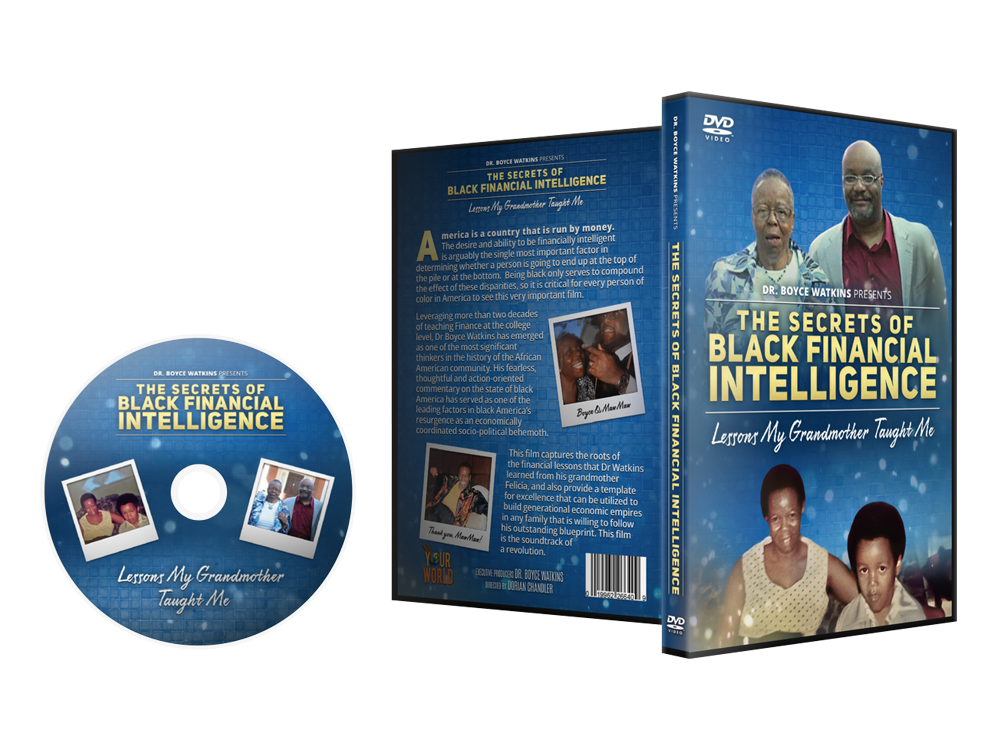 DR. BOYCE WATKINS PRESENTS
THE SECRETS OF
BLACK FINANCIAL
INTELLIGENCE
Lessons My Grandmother
Taught Me
DR. BOYCE WATKINS PRESENTS
THE SECRETS OF
BLACK FINANCIAL INTELLIGENCE
Lessons My Grandmother Taught Me
America is a country that is run by money.
The desire and ability to be financially intelligent
is arguably the single most important factor in
determining whether a person is going to end up at the top of
the pile or at the bottom. Being black only serves to compound
the effect of these disparities, so it is critical for every person of
color in America to see this very important film.
Leveraging more than two decades
of teaching Finance at the college
level, Dr Boyce Watkins has emerged
as one of the most significant
thinkers in the history of the African
American community. His fearless,
thoughtful and action-oriented
commentary on the state of black
America has served as one of the
leading factors in black America's
resurgence as an economically
coordinated socio-political behemoth.
Boyce & MawMaw
This film captures the roots of
the financial lessons that Dr Watkins
learned from his grandmother
Felicia, and also provide a template
for excellence that can be utilized to
build generational economic empires
in any family that is willing to follow
his outstanding blueprint. This film
is the soundtrack of
a revolution.
Thank you, MawMaw!
YOUR
WORLD
EXECUTIVE PRODUCERS DR. BOYCE WATKINS
DIRECTED BY DORIAN CHANDLER
DR. BOYCE WATKINS PRESENTS
THE SECRETS OF BLACK FINANCIAL INTELLIGENCE
DVD
VIDEO
DVD
VIDEO
DR. BOYCE WATKINS PRESENTS
THE SECRETS OF
BLACK FINANCIAL
INTELLIGENCE
Lessons My Grandmother Taught Me